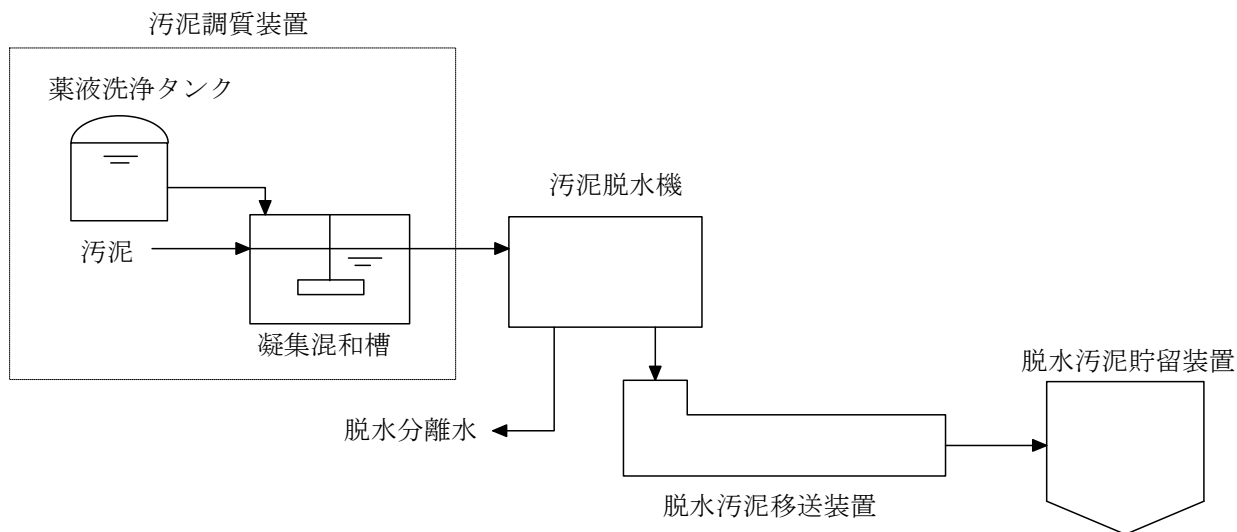 汚泥調質装置
薬液洗浄タンク
汚泥
凝集混和槽
汚泥脱水機
脱水分離水
脱水汚泥移送装置
脱水汚泥貯留装置